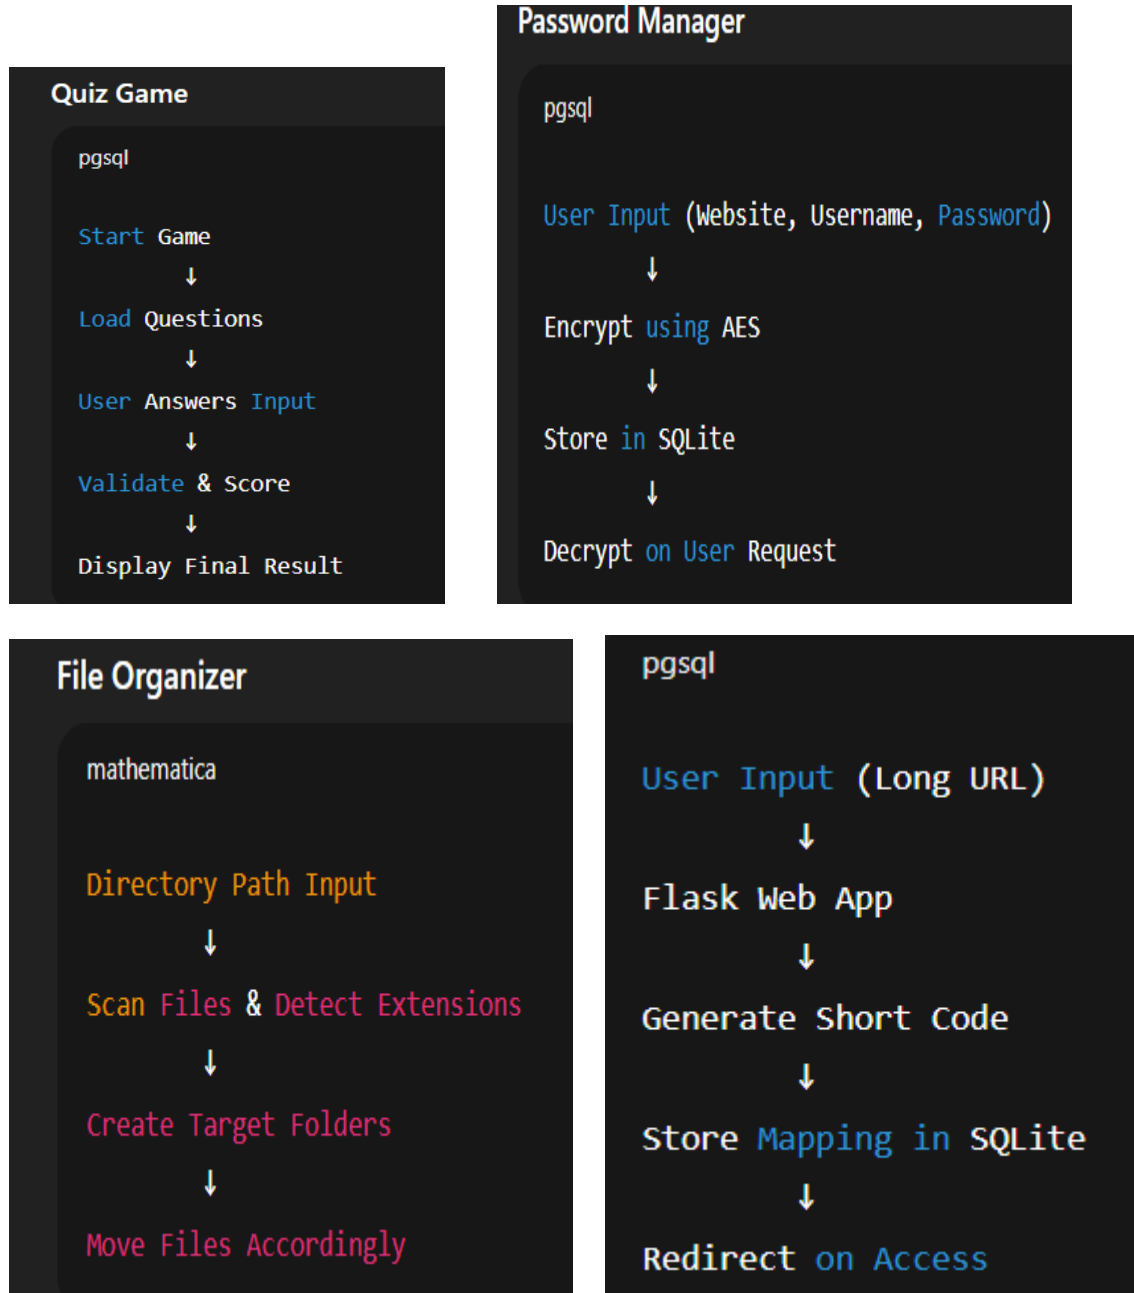 Quiz Game
pgsql
Start Game
↓
Load Questions
↓
User Answers Input
↓
Validate & Score
↓
Display Final Result
Password Manager
pgsql
User Input (Website, Username, Password)
↓
Encrypt using AES
↓
Store in SQLite
↓
Decrypt on User Request
File Organizer
mathematica
Directory Path Input
↓
Scan Files & Detect Extensions
↓
Create Target Folders
↓
Move Files Accordingly
pgsql
User Input (Long URL)
↓
Flask Web App
↓
Generate Short Code
↓
Store Mapping in SQLite
↓
Redirect on Access